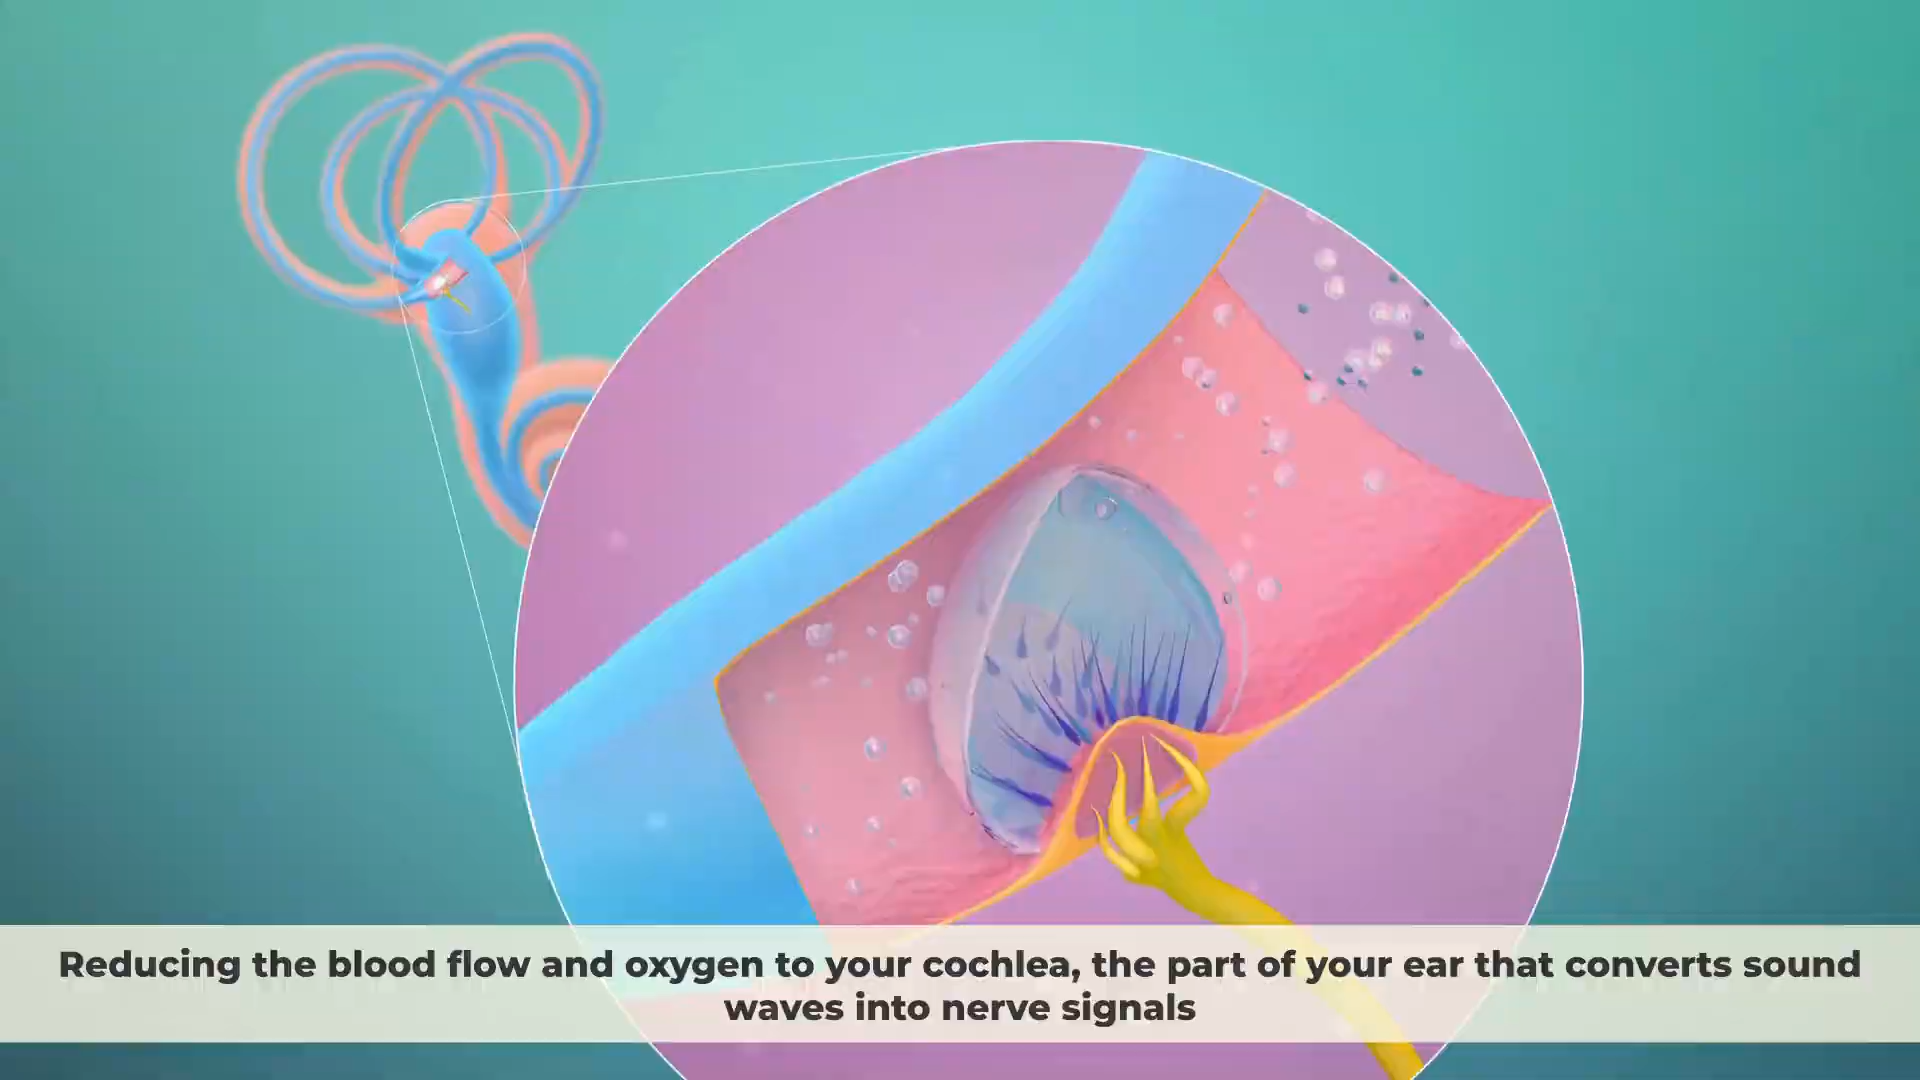 Reducing the blood flow and oxygen to your cochlea, the part of your ear that converts sound
waves into nerve signals